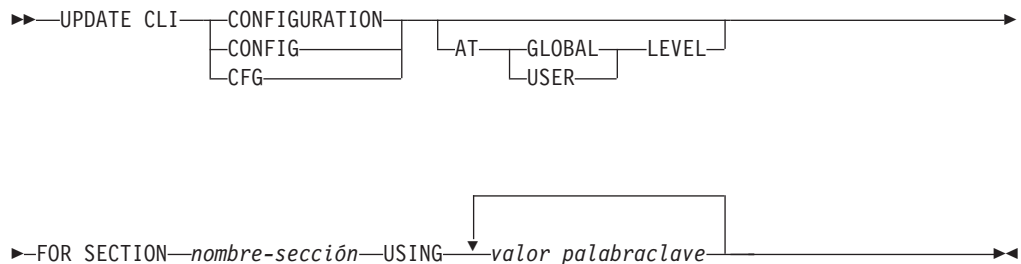 UPDATE CLI CONFIGURATION
CONFIG
CFG
AT GLOBAL LEVEL
USER
FOR SECTION nombre-sección USING valor palabraclave